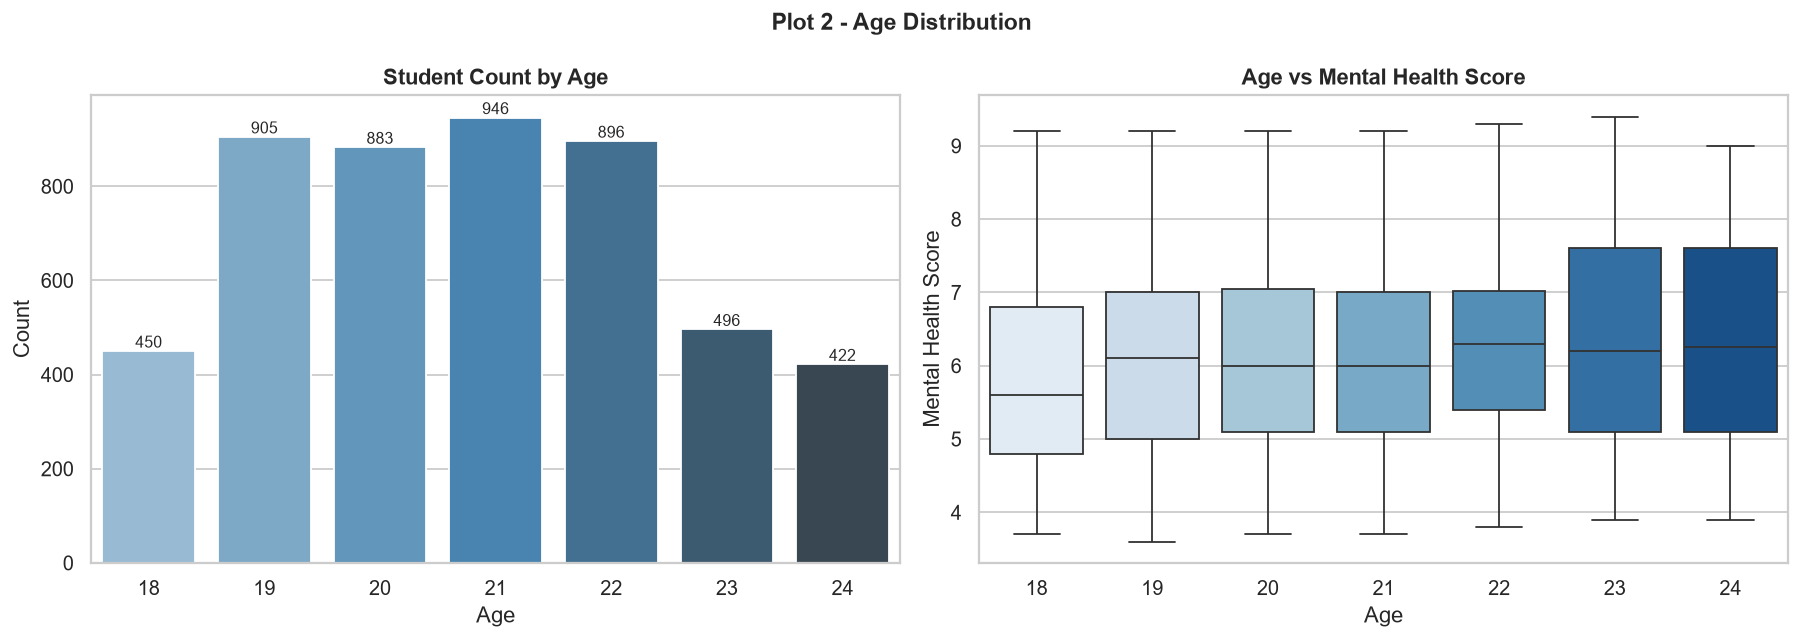 Plot 2 - Age Distribution
Student Count by Age
Count
800
600
400
200
0
450
905
883
946
896
496
422
18 19 20 21 22 23 24
Age
Age vs Mental Health Score
Mental Health Score
9
8
7
6
5
4
18 19 20 21 22 23 24
Age